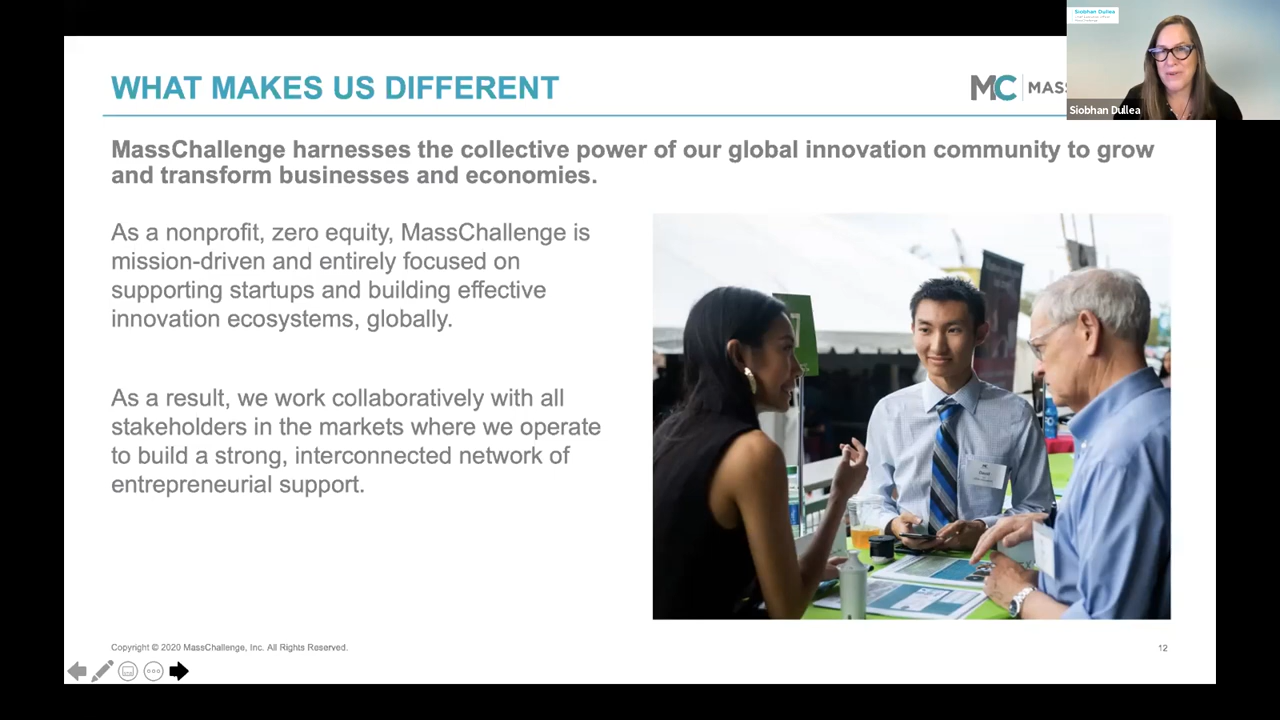 WHAT MAKES US DIFFERENT
MC MASS
Siobhan Dullea
Siobhan Dullea
MassChallenge harnesses the collective power of our global innovation community to grow
and transform businesses and economies.
As a nonprofit, zero equity, MassChallenge is
mission-driven and entirely focused on
supporting startups and building effective
innovation ecosystems, globally.
As a result, we work collaboratively with all
stakeholders in the markets where we operate
to build a strong, interconnected network of
entrepreneurial support.
7
Copyright © 2020 MassChallenge, Inc. All Rights Reserved.
12